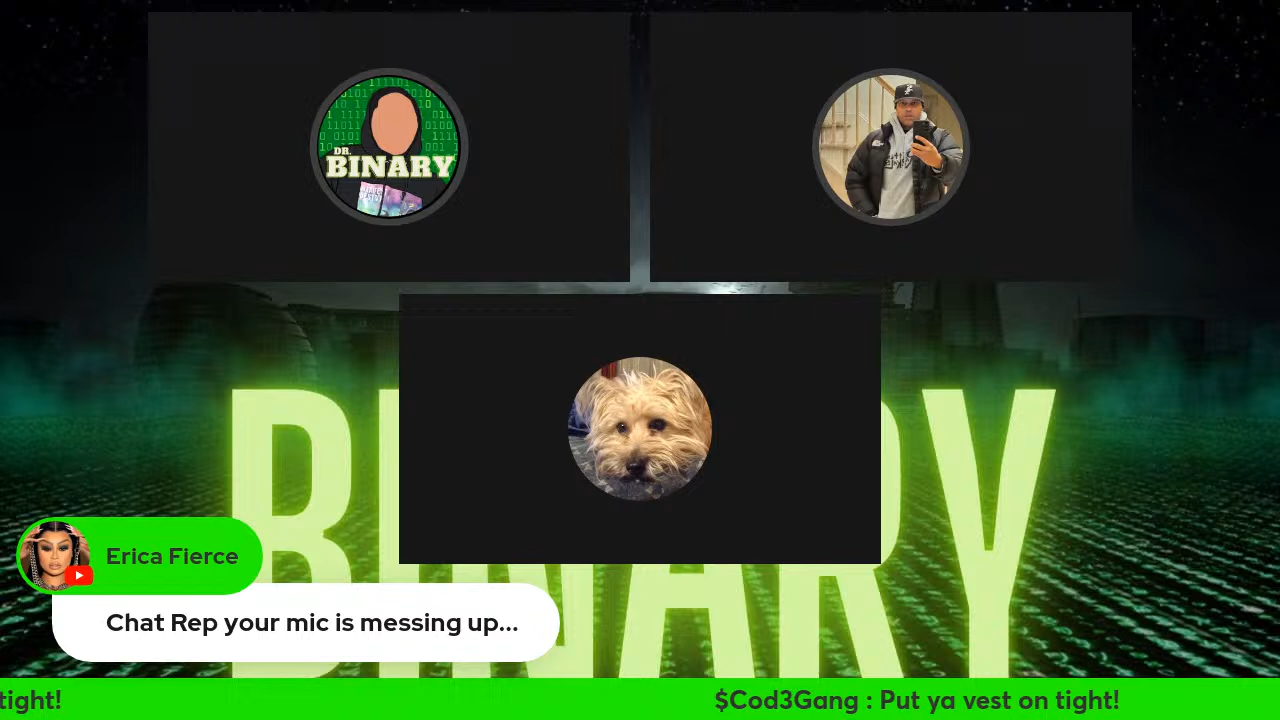 DR.
BINARY
BINARY
Erica Fierce
Chat Rep your mic is messing up...
tight!
$Cod3Gang : Put ya vest on tight!